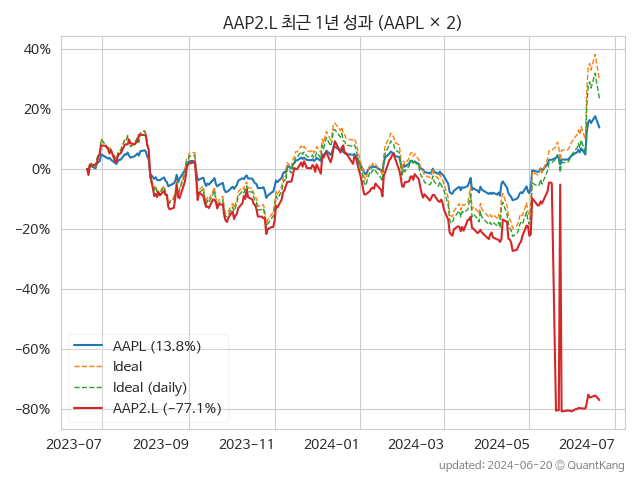 AAP2.L 최근 1년 성과 (AAPL × 2)
40%
20%
0%
−20%
−40%
−60%
−80%
AAPL (13.8%)
Ideal
Ideal (daily)
AAP2.L (−77.1%)
2023-07
2023-09
2023-11
2024-01
2024-03
2024-05
2024-07
updated: 2024-06-20 © QuantKang